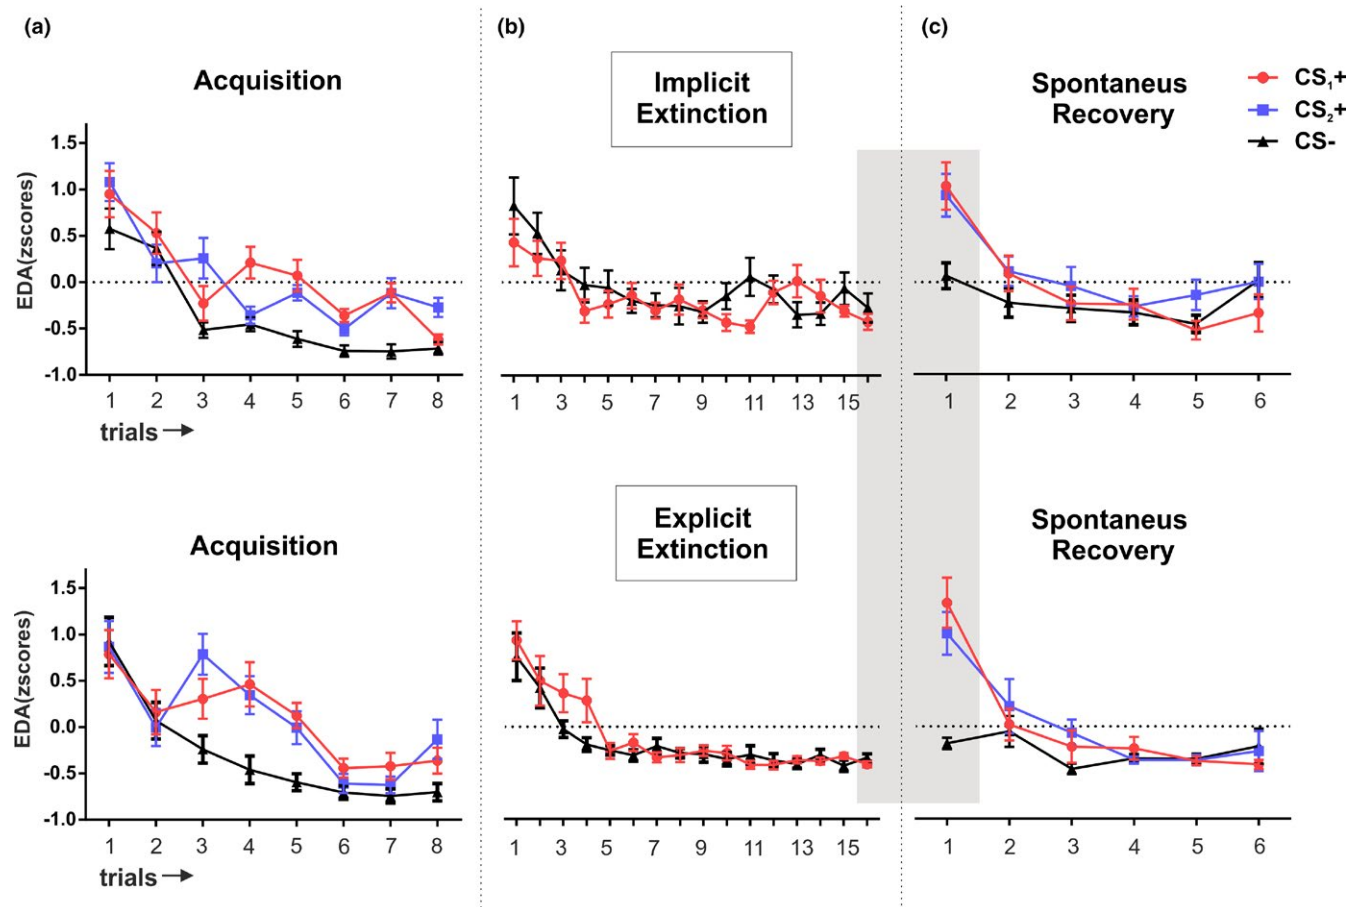 (a)
(b)
(c)
Acquisition
Implicit
Extinction
Spontaneus
Recovery
CS₁+
CS₂+
CS-
EDA(zscores)
1.5
1.0
0.5
0.0
-0.5
-1.0
1 2 3 4 5 6 7 8
trials →
1 3 5 7 9 11 13 15
1 2 3 4 5 6
Acquisition
Explicit
Extinction
Spontaneus
Recovery
EDA(zscores)
1.5
1.0
0.5
0.0
-0.5
-1.0
1 2 3 4 5 6 7 8
trials →
1 3 5 7 9 11 13 15
1 2 3 4 5 6